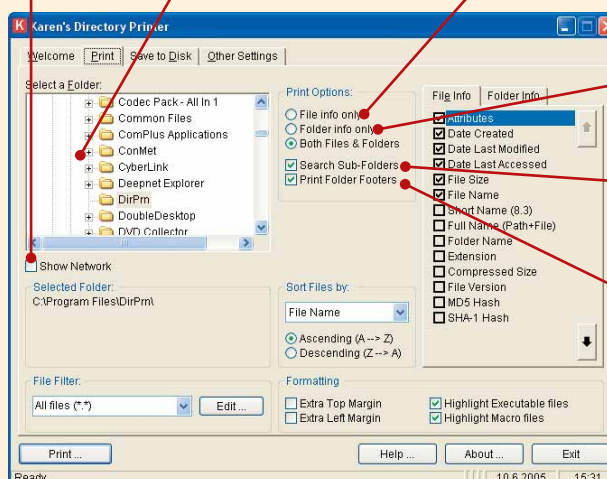 Karen's Directory Printer
Welcome
Print
Save to Disk
Other Settings
Select a Folder:
Codec Pack - All In 1
Common Files
ComPlus Applications
ConMet
CyberLink
Deepnet Explorer
DirPrn
DoubleDesktop
DVD Collector
Show Network
Selected Folder:
C:\Program Files\DirPrn\
File Filter:
All files (*.*)
Edit ...
Print Options:
File info only
Folder info only
Both Files & Folders
Search Sub-Folders
Print Folder Footers
Sort Files by:
File Name
Ascending (A --> Z)
Descending (Z --> A)
Formatting
Extra Top Margin
Extra Left Margin
Highlight Executable files
Highlight Macro files
File Info
Folder Info
Attributes
Date Created
Date Last Modified
Date Last Accessed
File Size
File Name
Short Name (8.3)
Full Name (Path+File)
Folder Name
Extension
Compressed Size
File Version
MD5 Hash
SHA-1 Hash
Print ...
Help ...
About ...
Exit
Ready
10.6.2005
15:31